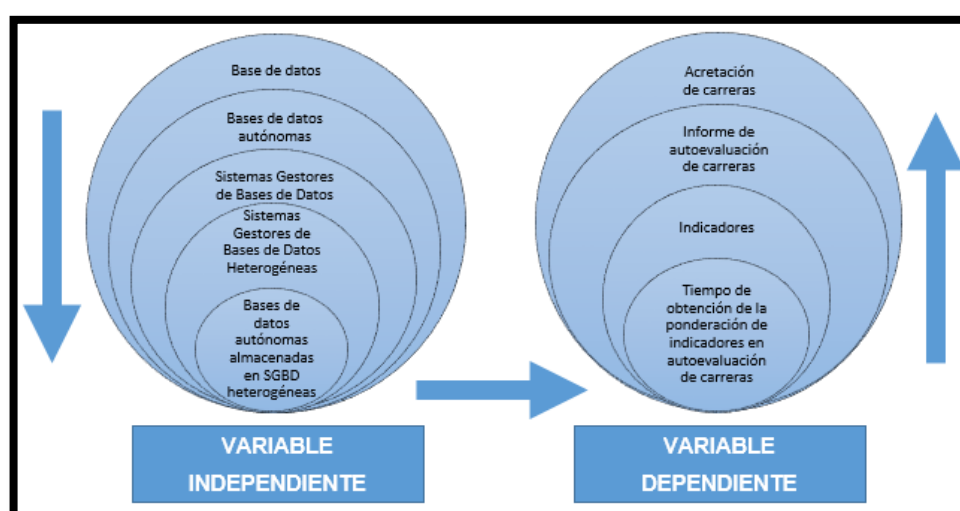 Base de datos
Bases de datos
autónomas
Sistemas Gestores
de Bases de Datos
Sistemas
Gestores de
Bases de Datos
Heterogéneas
Bases de
datos
autónomas
almacenadas
en SGBD
heterogéneas
VARIABLE
INDEPENDIENTE
Acretación
de carreras
Informe de
autoevaluación
de carreras
Indicadores
Tiempo de
obtención de la
ponderación de
indicadores en
autoevaluación
de carreras
VARIABLE
DEPENDIENTE